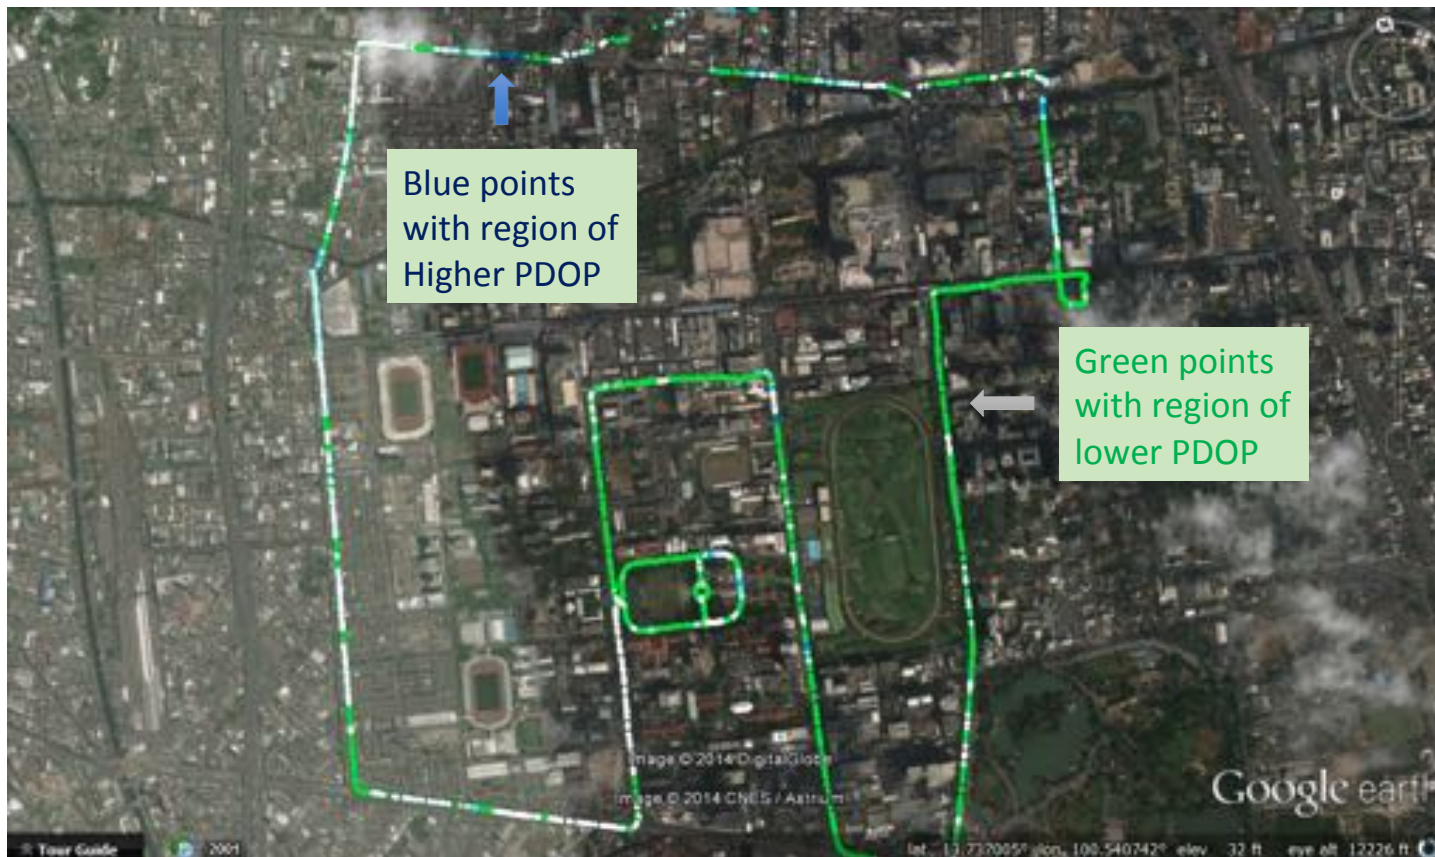 Blue points
with region of
Higher PDOP
Green points
with region of
lower PDOP
Image © 2014 DigitalGlobe
Image © 2014 CNES / Astrium
Google earth
Tour Guide
2001
lat. 13.737005° lon. 100.540742° elev 32 ft eye alt 12226 ft